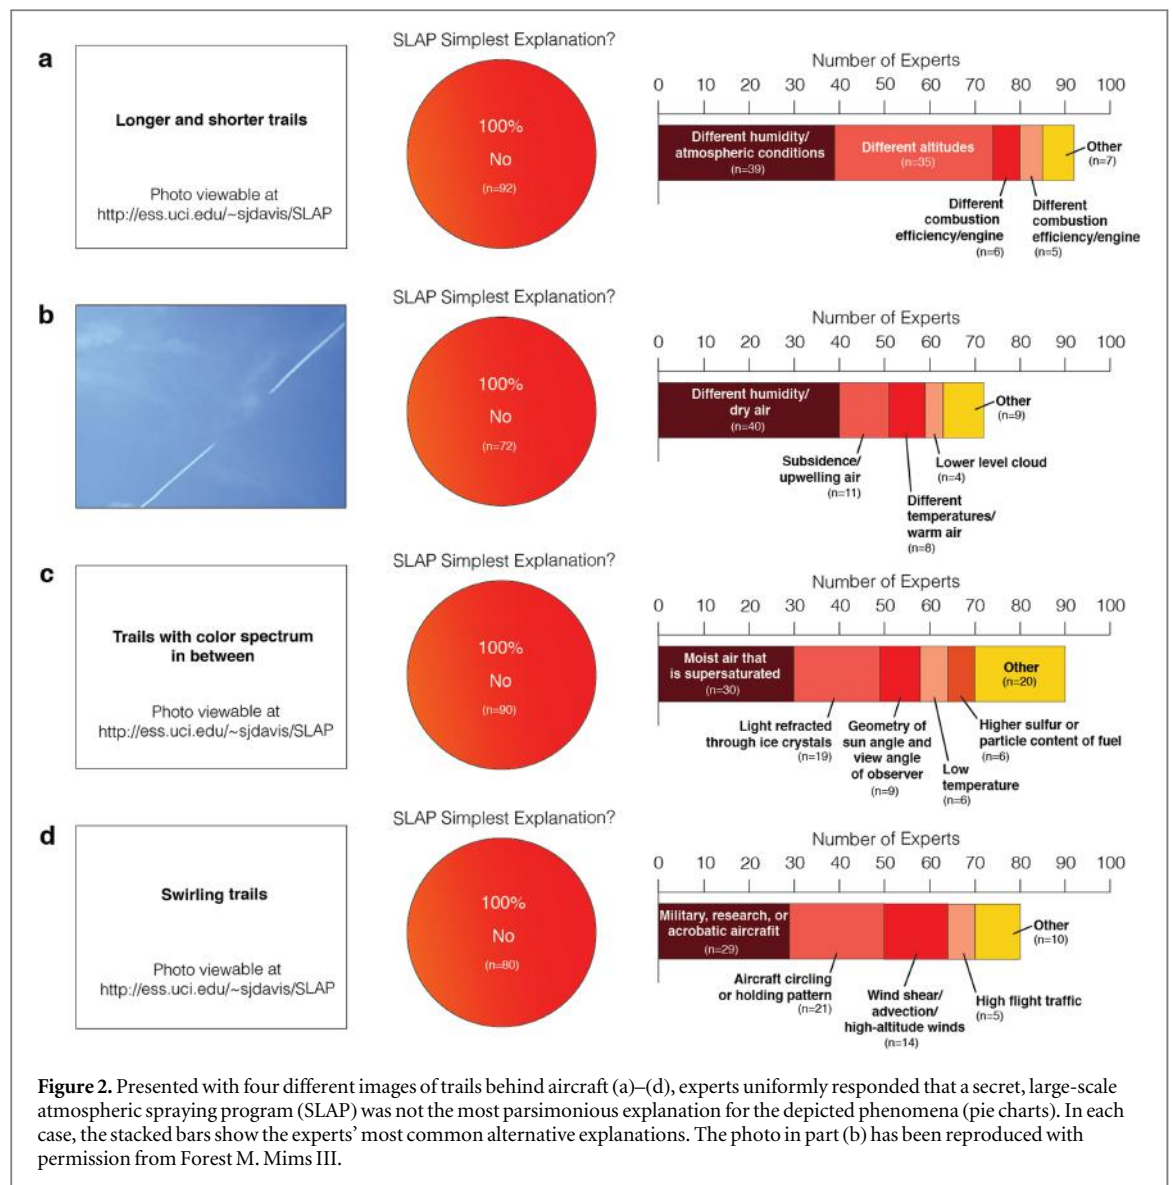 a
Longer and shorter trails
Photo viewable at
http://ess.uci.edu/~sjdavis/SLAP
SLAP Simplest Explanation?
100%
No
(n=92)
Number of Experts
0 10 20 30 40 50 60 70 80 90 100
Different humidity/
atmospheric conditions
(n=39)
Different altitudes
(n=35)
Other
(n=7)
Different
combustion
efficiency/engine
(n=6)
Different
combustion
efficiency/engine
(n=5)
b
SLAP Simplest Explanation?
100%
No
(n=72)
Number of Experts
0 10 20 30 40 50 60 70 80 90 100
Different humidity/
dry air
(n=40)
Other
(n=9)
Subsidence/
upwelling air
(n=11)
Lower level cloud
(n=4)
Different
temperatures/
warm air
(n=8)
c
Trails with color spectrum
in between
Photo viewable at
http://ess.uci.edu/~sjdavis/SLAP
SLAP Simplest Explanation?
100%
No
(n=90)
Number of Experts
0 10 20 30 40 50 60 70 80 90 100
Moist air that
is supersaturated
(n=30)
Other
(n=20)
Light refracted
through ice crystals
(n=19)
Geometry of
sun angle and
view angle
of observer
(n=9)
Low
temperature
(n=6)
Higher sulfur or
particle content of fuel
(n=6)
d
Swirling trails
Photo viewable at
http://ess.uci.edu/~sjdavis/SLAP
SLAP Simplest Explanation?
100%
No
(n=80)
Number of Experts
0 10 20 30 40 50 60 70 80 90 100
Military, research, or
acrobatic aircrafit
(n=29)
Other
(n=10)
Aircraft circling
or holding pattern
(n=21)
Wind shear/
advection/
high-altitude winds
(n=14)
High flight traffic
(n=5)
Figure 2. Presented with four different images of trails behind aircraft (a)–(d), experts uniformly responded that a secret, large-scale
atmospheric spraying program (SLAP) was not the most parsimonious explanation for the depicted phenomena (pie charts). In each
case, the stacked bars show the experts' most common alternative explanations. The photo in part (b) has been reproduced with
permission from Forest M. Mims III.